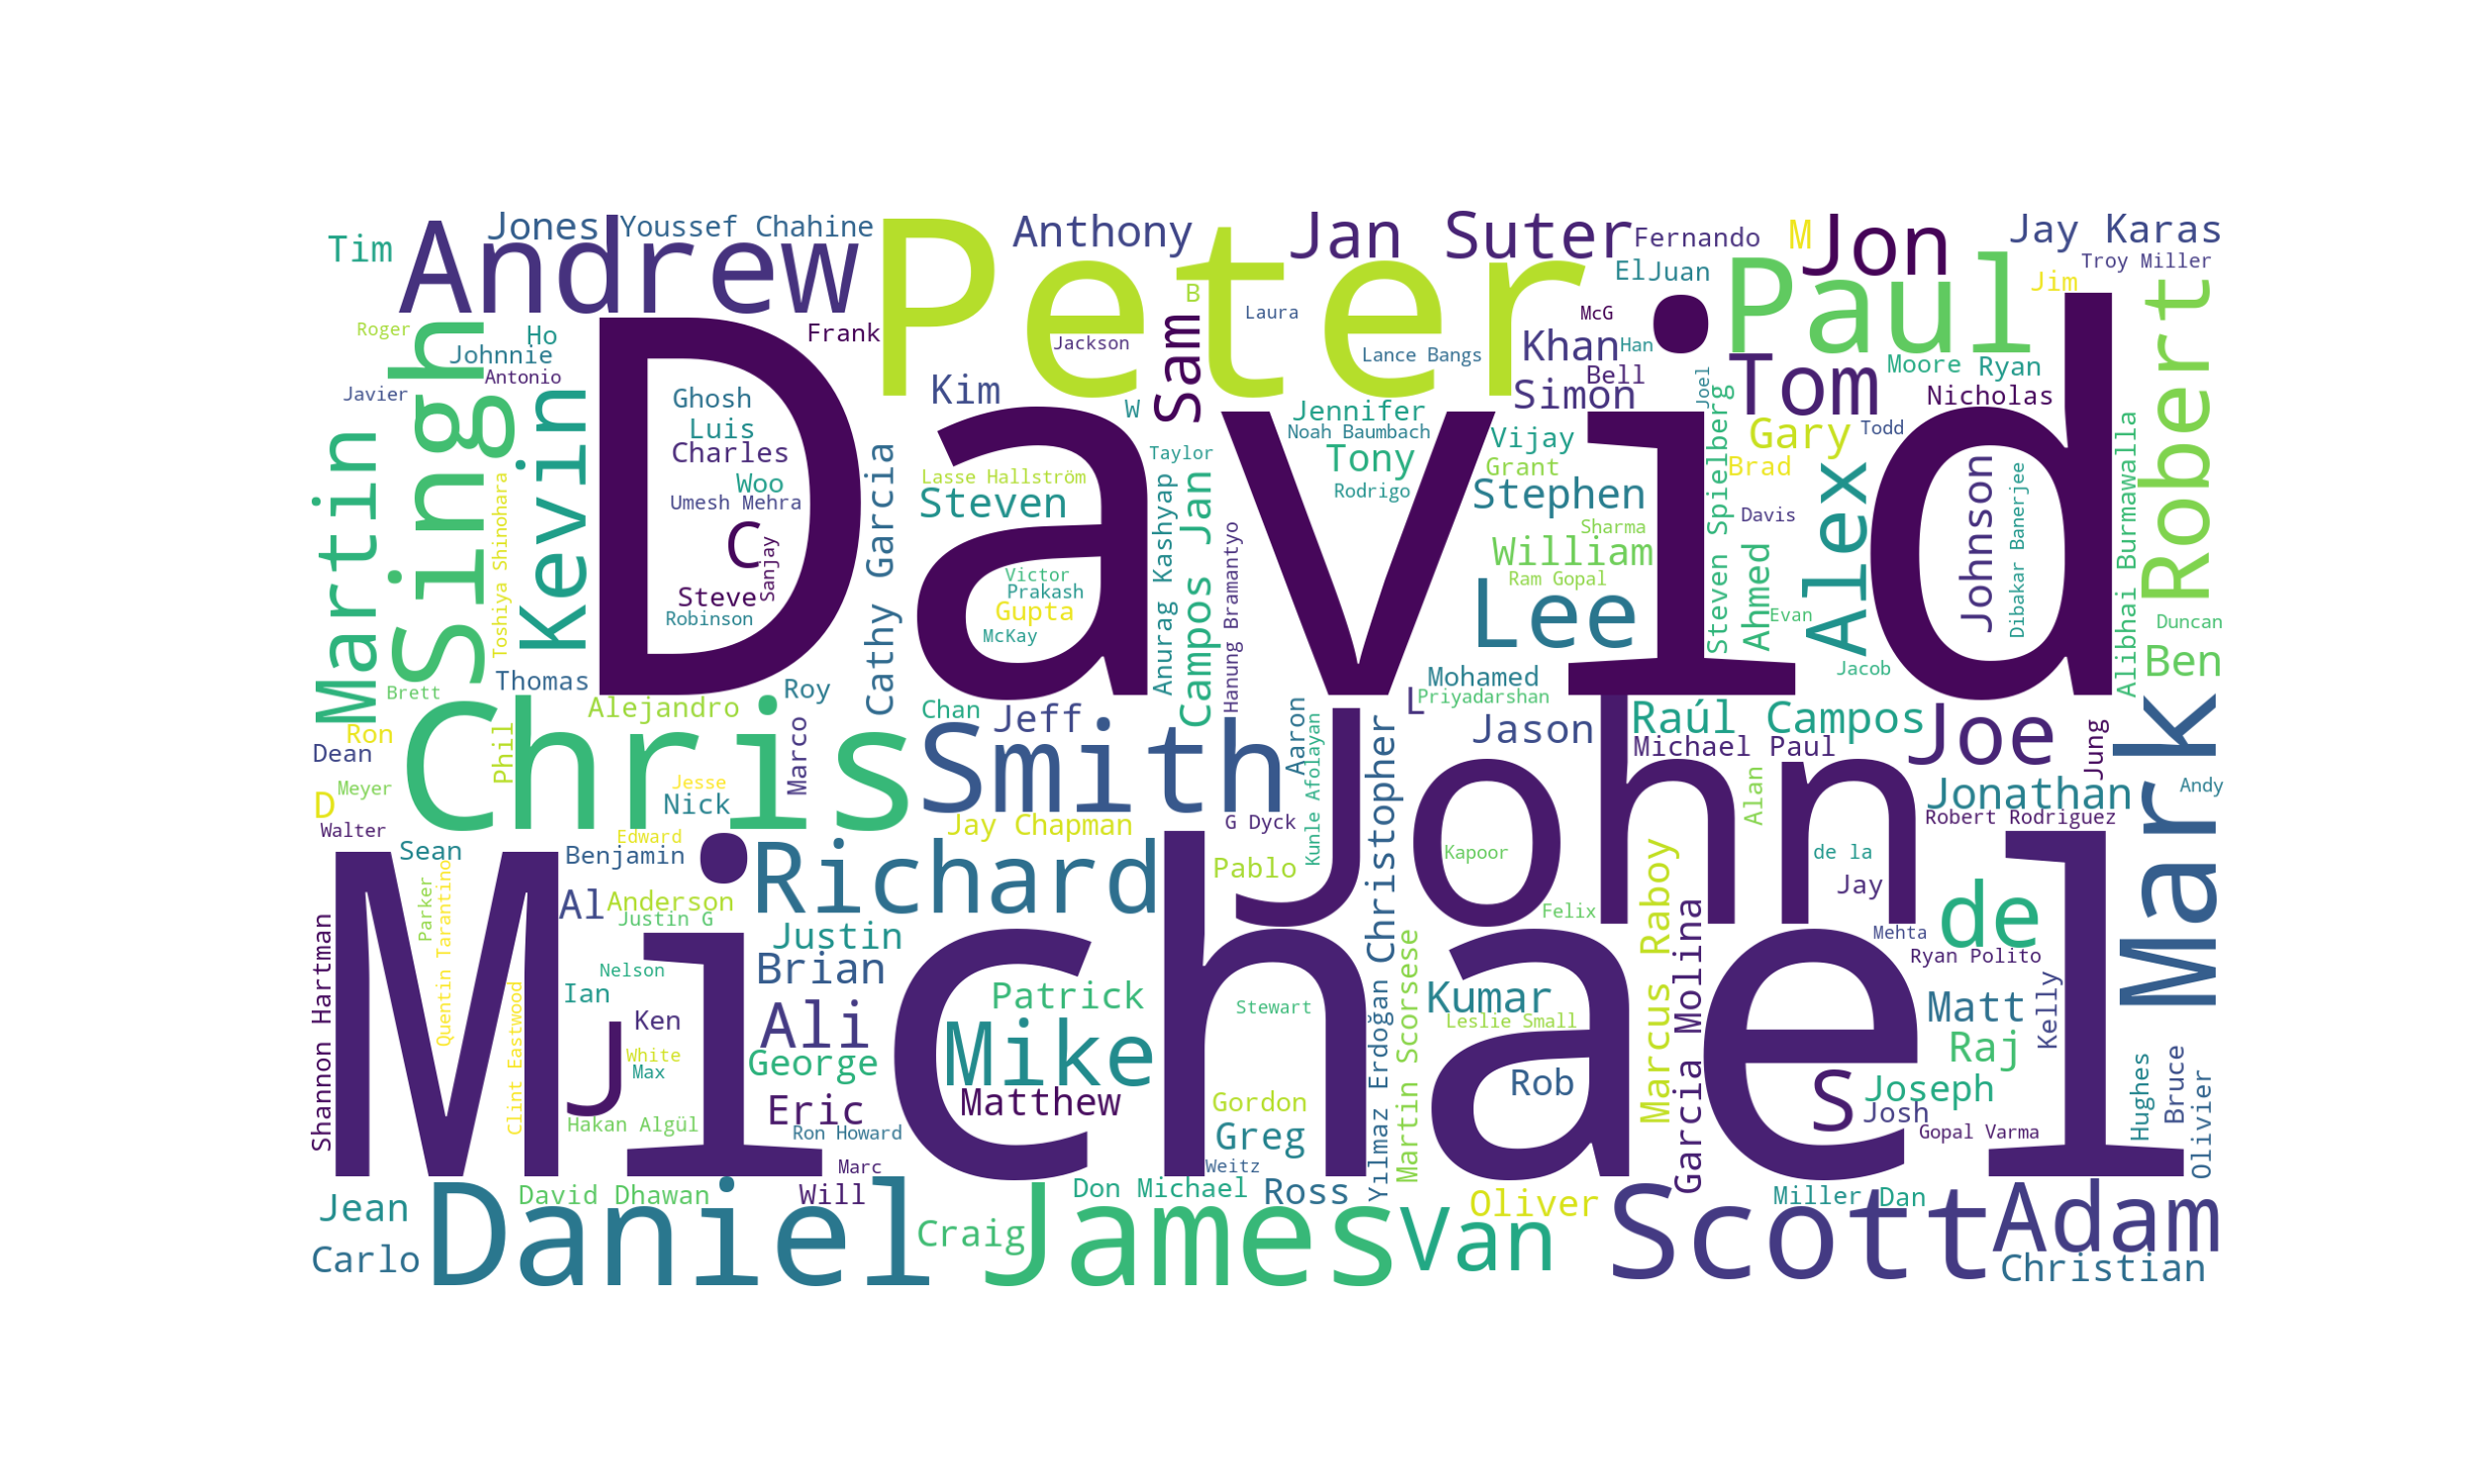 Tim
Jones
Youssef Chahine
Andrew
Peter
Anthony
Jan Suter
Fernando
M
Jon
Jay Karas
Troy Miller
ElJuan
Paul
Jim
Robert
Roger
Ho
Johnnie
Antonio
Javier
Singh
Frank
David
B
Laura
Jackson
Sam
Lance Bangs
McG
Khan
Han
Bell
Simon
Joel
Tom
Moore
Ryan
Nicholas
Martin
Kevin
Toshiya Shinohara
Ghosh
Luis
Charles
Woo
Umesh Mehra
C
Sanjay
Steve
Robinson
Cathy Garcia
Kim
W
Lasse Hallström
Steven
Taylor
Anurag Kashyap
Campos Jan
Hanung Bramantyo
Victor
Prakash
Gupta
McKay
Jennifer
Noah Baumbach
Tony
Rodrigo
Vijay
Grant
Stephen
Sharma
William
Ram Gopal
Lee
Steven Spielberg
Gary
Todd
Brad
Davis
Ahmed
Evan
Alex
Jacob
Johnson
Dibakar Banerjee
Alibhai Burmawalla
Duncan
Ben
Brett
Thomas
Roy
Alejandro
Chan
Jeff
Mohamed
L
Priyadarshan
Raúl Campos
Michael Paul
Jason
Joe
Jung
Mark
Ron
Dean
Meyer
D
Walter
Phil
Chris
Jesse
Nick
Marco
Smith
Aaron
Kunle Afolayan
Christopher
John
Alan
Jonathan
Andy
Robert Rodriguez
Jay Chapman
G Dyck
Pablo
Kapoor
de la
Jay
Sean
Edward
Benjamin
Richard
Al
Anderson
Justin G
Justin
Parker
Quentin Tarantino
Shannon Hartman
Michael
Felix
Marcus Raboy
Garcia Molina
Mehta
de
Ryan Polito
Nelson
Ian
Brian
Clint Eastwood
Ken
J
White
Max
Ali
George
Patrick
Mike
Matthew
Stewart
Yılmaz Erdoğan
Martin Scorsese
Kumar
Leslie Small
Matt
Raj
Kelly
Rob
S
Joseph
Josh
Gopal Varma
Hughes
Bruce
Olivier
Hakan Algül
Eric
Ron Howard
Marc
Gordon
Greg
Weitz
Jean
Carlo
Daniel
David Dhawan
Will
Craig
James
Don Michael
Ross
Van
Oliver
Scott
Miller
Dan
Adam
Christian